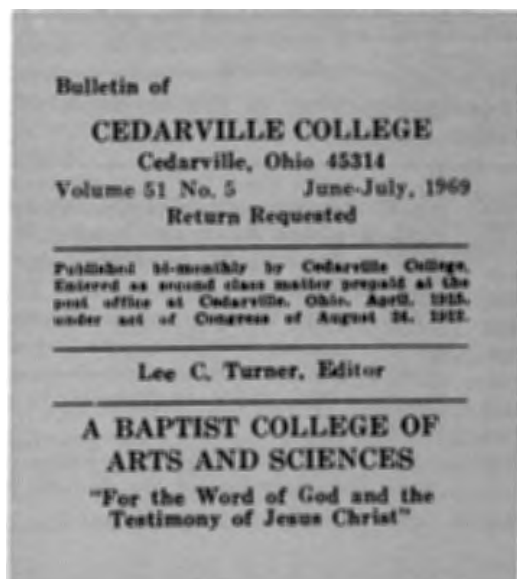 Bulletin of
CEDARVILLE COLLEGE
Cedarville, Ohio 45314
Volume 51 No. 5 June-July, 1969
Return Requested
Published bi-monthly by Cedarville College,
Entered as second class matter prepaid at the
post office at Cedarville, Ohio, April, 1915,
under act of Congress of August 24, 1912.
Lee C. Turner, Editor
A BAPTIST COLLEGE OF
ARTS AND SCIENCES
"For the Word of God and the
Testimony of Jesus Christ"